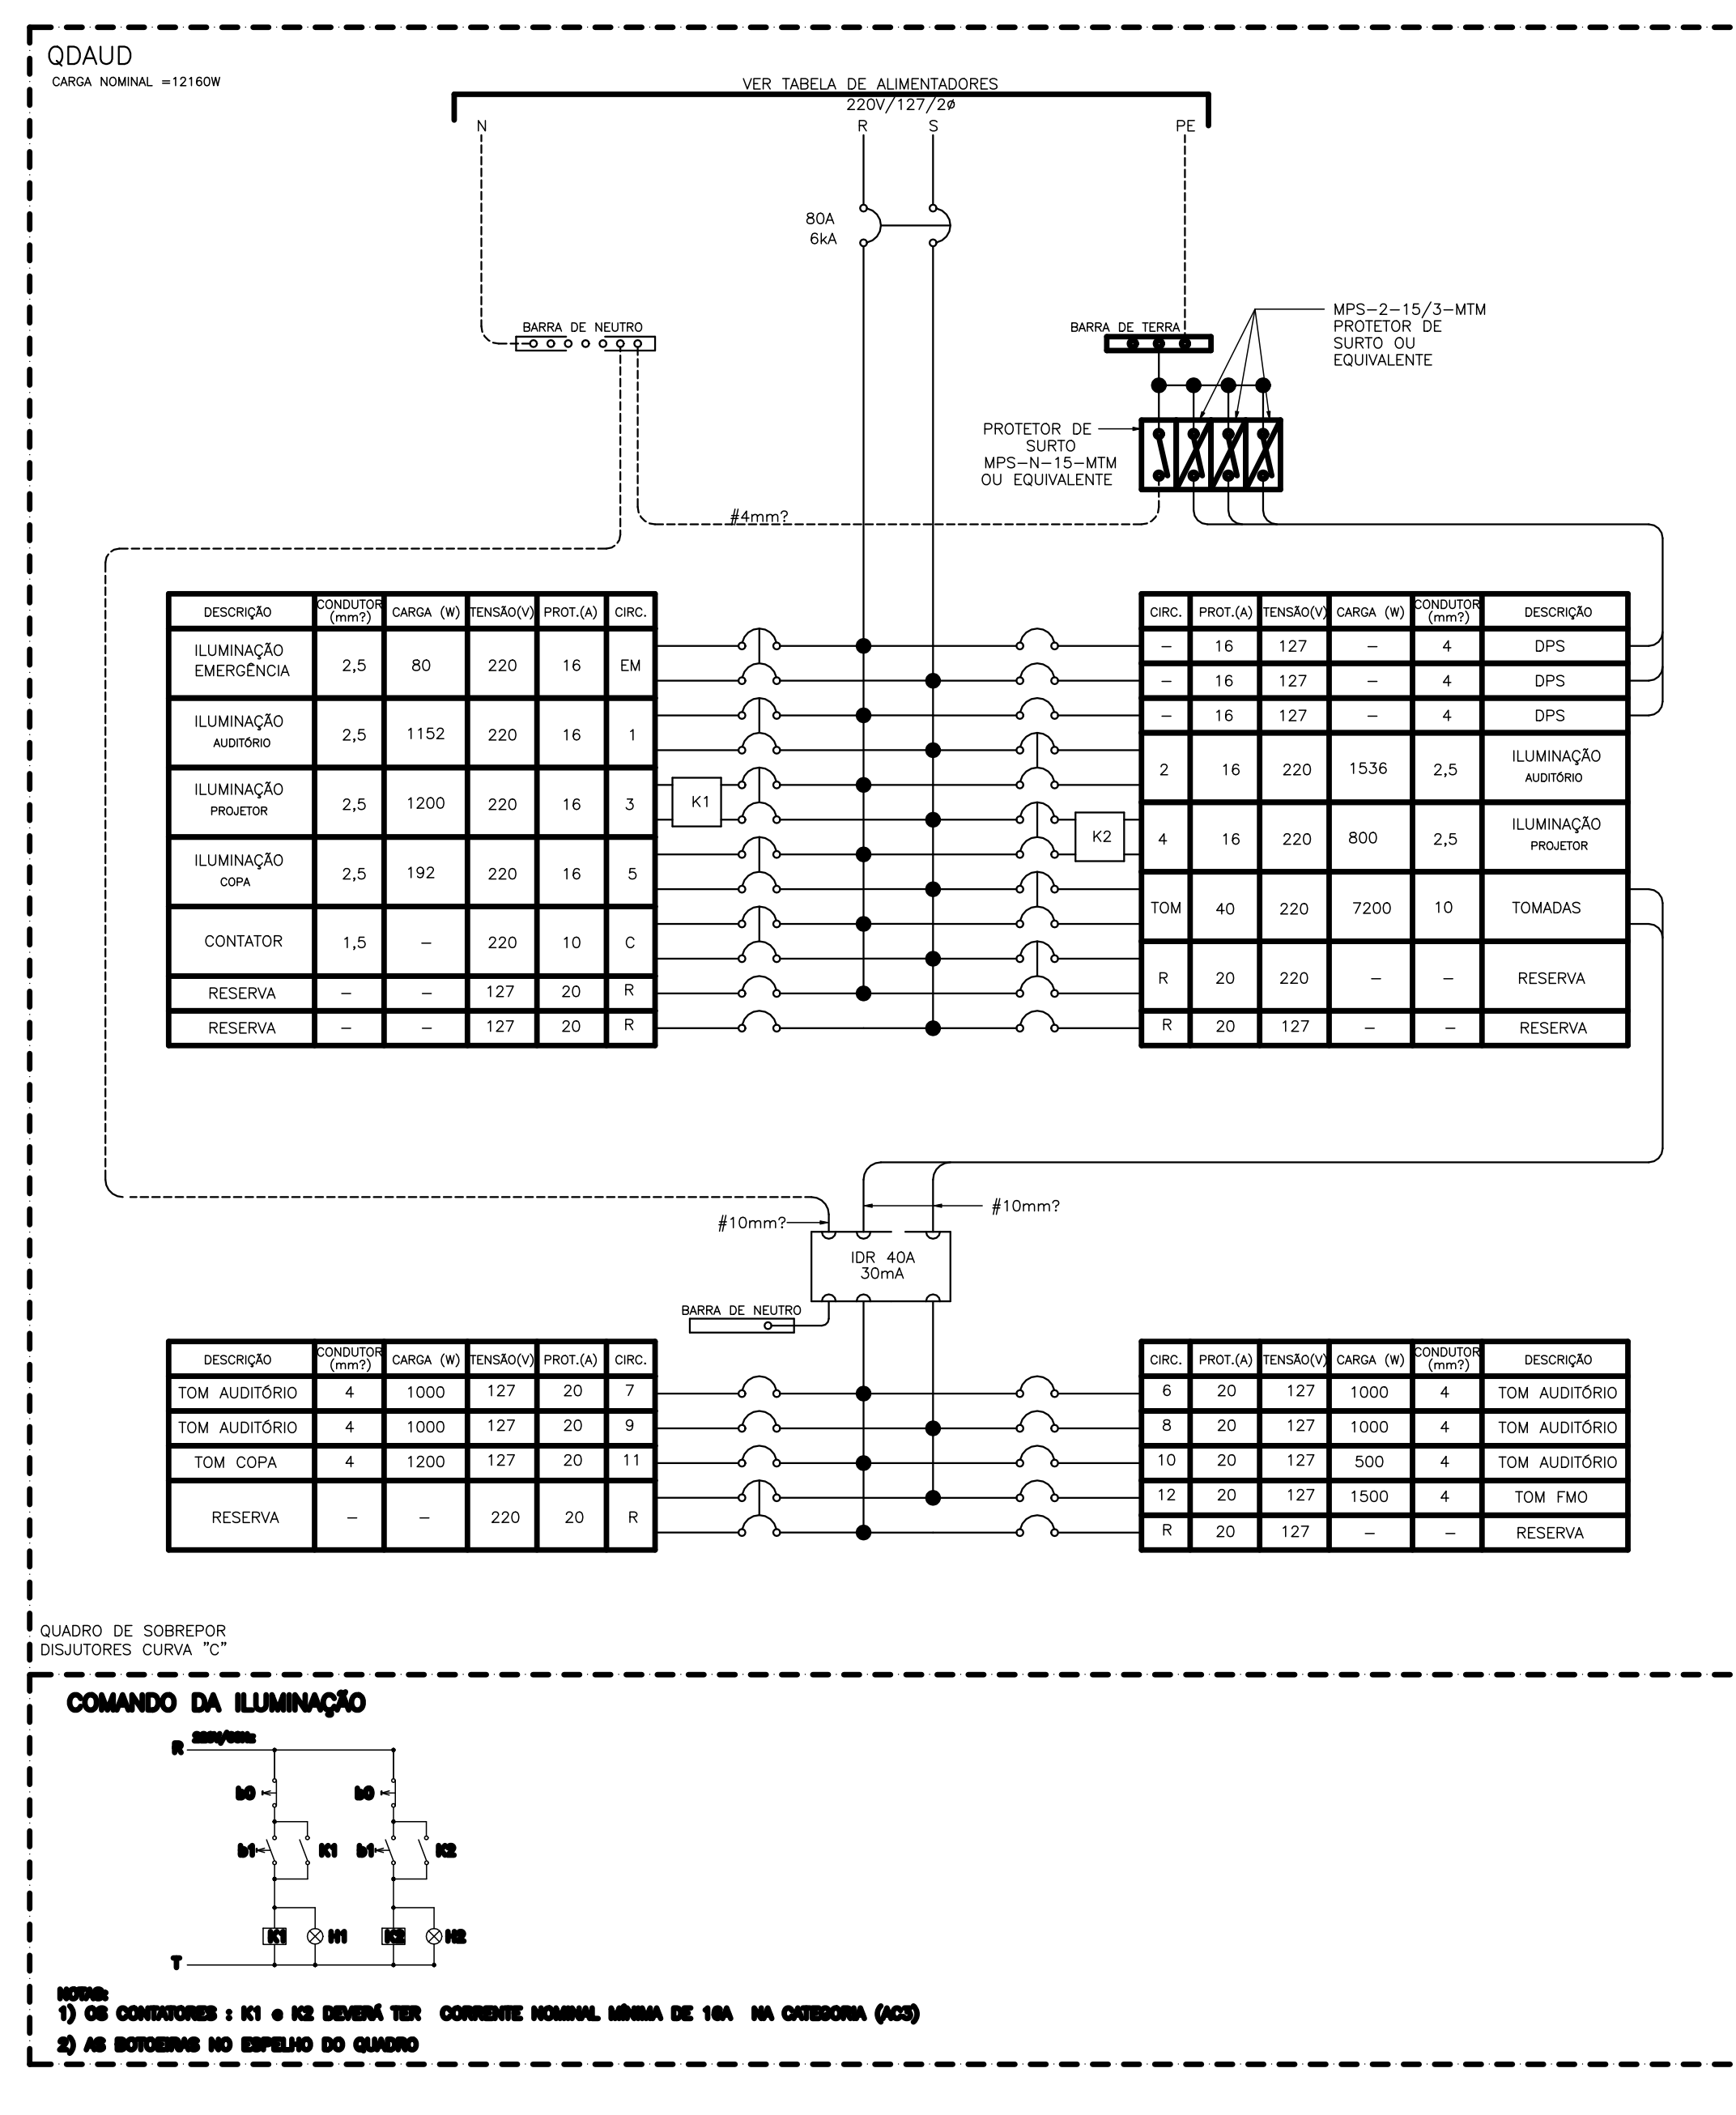 QDAUD
CARGA NOMINAL =12160W
VER TABELA DE ALIMENTADORES
220V/127/2ø
N
R
S
PE
80A
6kA
BARRA DE NEUTRO
BARRA DE TERRA
MPS-2-15/3-MTM
PROTETOR DE
SURTO OU
EQUIVALENTE
PROTETOR DE
SURTO
MPS-N-15-MTM
OU EQUIVALENTE
#4mm?
DESCRIÇÃO CONDUTOR (mm?) CARGA (W) TENSÃO(V) PROT.(A) CIRC.
ILUMINAÇÃO EMERGÊNCIA 2,5 80 220 16 EM
ILUMINAÇÃO AUDITÓRIO 2,5 1152 220 16 1
ILUMINAÇÃO PROJETOR 2,5 1200 220 16 3
ILUMINAÇÃO COPA 2,5 192 220 16 5
CONTATOR 1,5 – 220 10 C
RESERVA – – 127 20 R
RESERVA – – 127 20 R
K1
K2
CIRC. PROT.(A) TENSÃO(V) CARGA (W) CONDUTOR (mm?) DESCRIÇÃO
– 16 127 – 4 DPS
– 16 127 – 4 DPS
– 16 127 – 4 DPS
2 16 220 1536 2,5 ILUMINAÇÃO AUDITÓRIO
4 16 220 800 2,5 ILUMINAÇÃO PROJETOR
TOM 40 220 7200 10 TOMADAS
R 20 220 – – RESERVA
R 20 127 – – RESERVA
#10mm?
#10mm?
IDR 40A
30mA
BARRA DE NEUTRO
DESCRIÇÃO CONDUTOR (mm?) CARGA (W) TENSÃO(V) PROT.(A) CIRC.
TOM AUDITÓRIO 4 1000 127 20 7
TOM AUDITÓRIO 4 1000 127 20 9
TOM COPA 4 1200 127 20 11
RESERVA – – 220 20 R
CIRC. PROT.(A) TENSÃO(V) CARGA (W) CONDUTOR (mm?) DESCRIÇÃO
6 20 127 1000 4 TOM AUDITÓRIO
8 20 127 1000 4 TOM AUDITÓRIO
10 20 127 500 4 TOM AUDITÓRIO
12 20 127 1500 4 TOM FMO
R 20 127 – – RESERVA
QUADRO DE SOBREPOR
DISJUTORES CURVA "C"
COMANDO DA ILUMINAÇÃO
R
b0
b0
b1
K1
b1
K2
K1
H1
K2
H2
T
NOTAS:
1) OS CONTATORES : K1 e K2 DEVERÁ TER CORRENTE NOMINAL MÍNIMA DE NA CATEGORIA (AC3)
2) AS BOTOEIRAS NO ESPELHO DO QUADRO